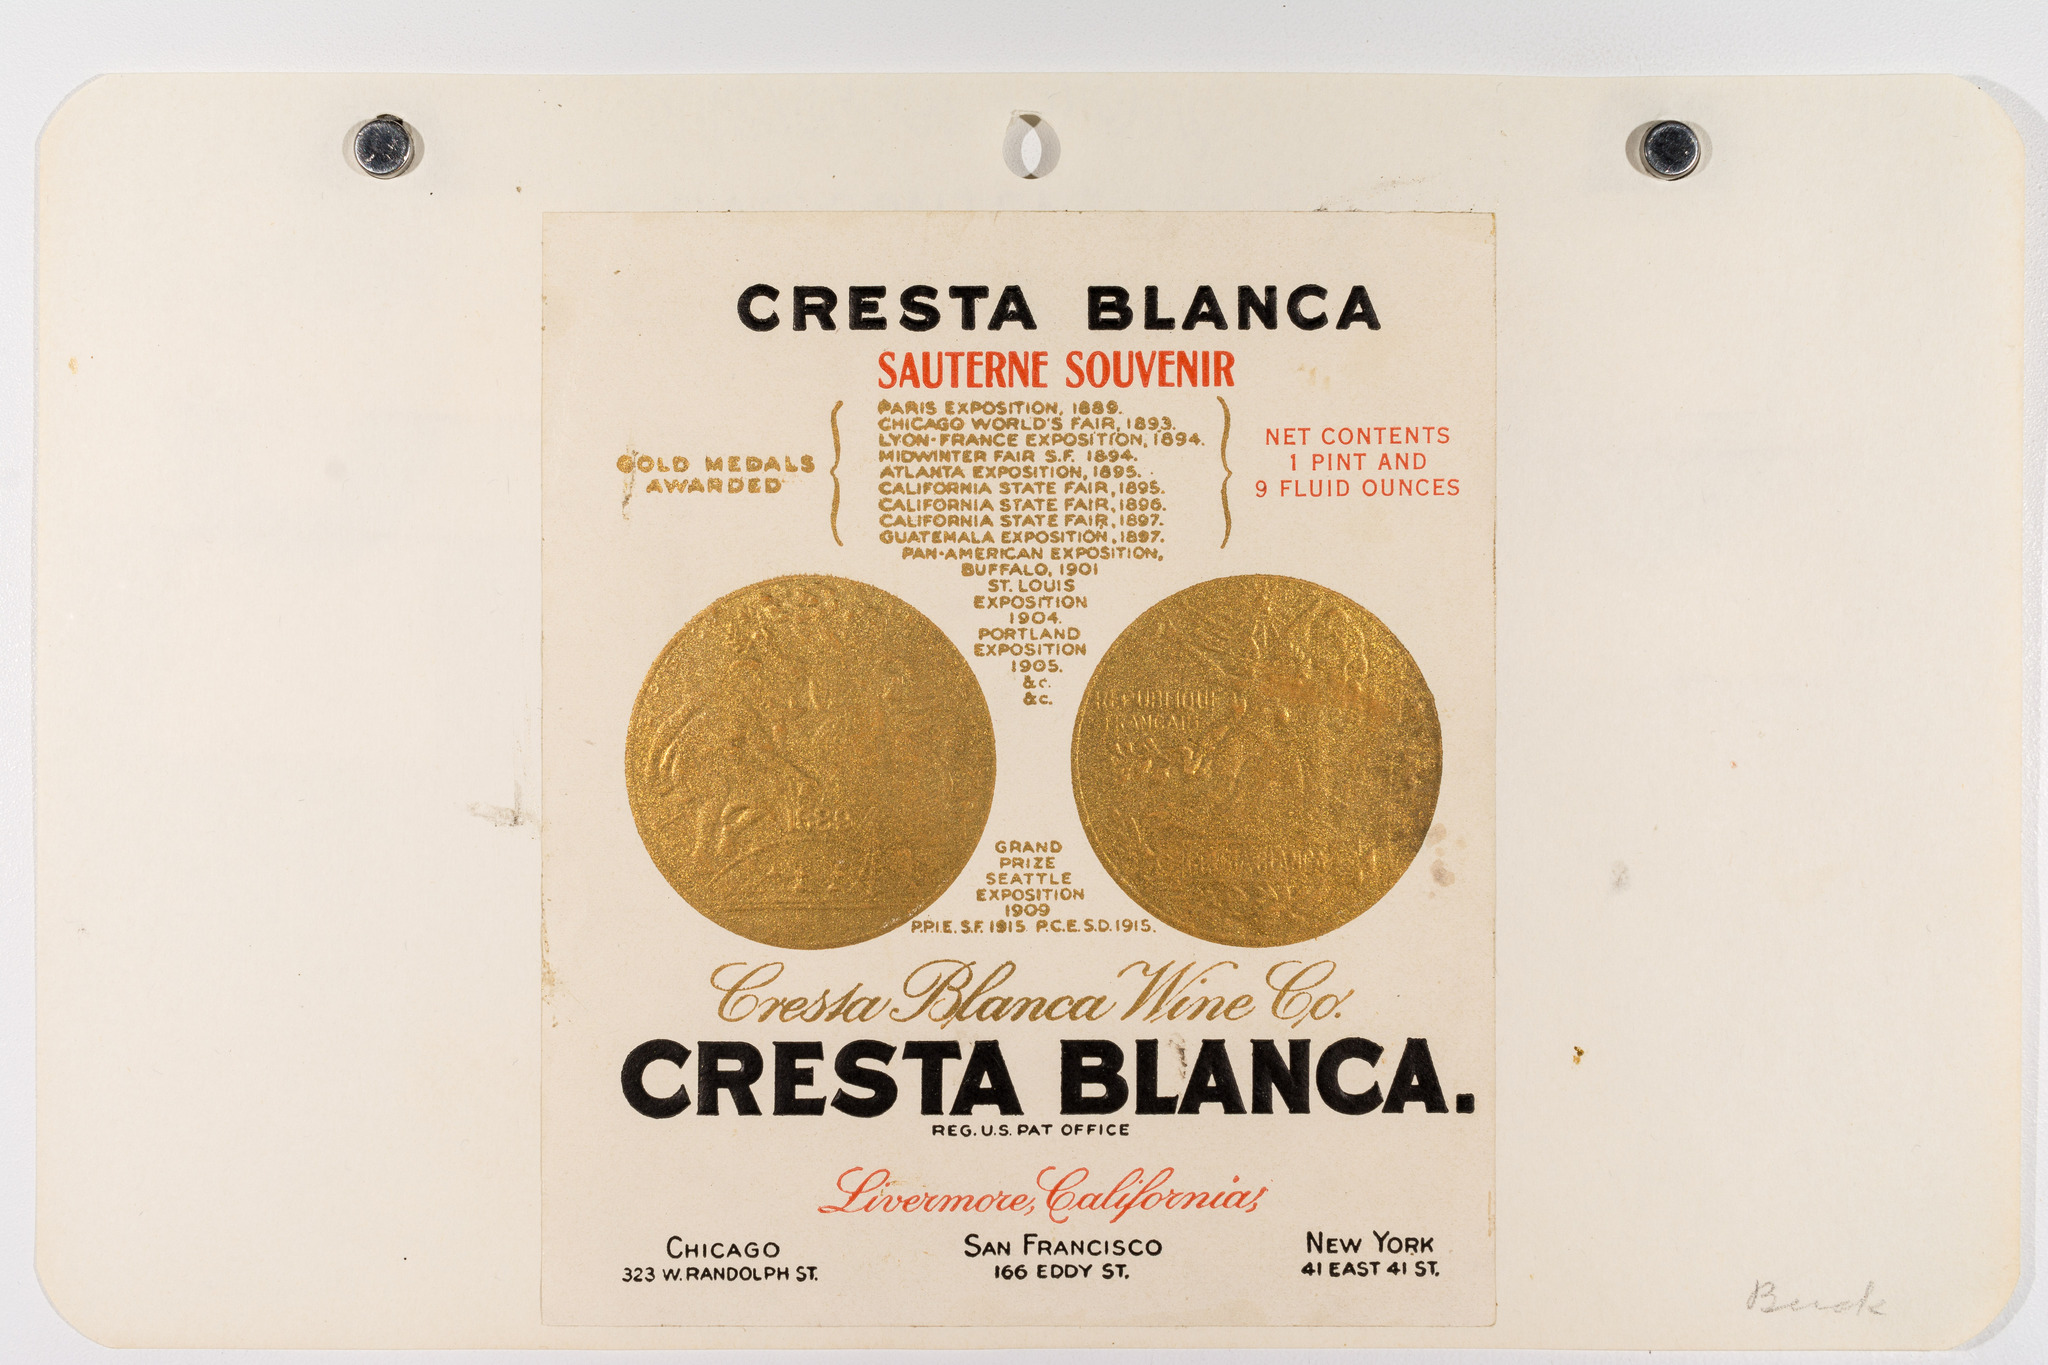 CRESTA BLANCA
SAUTERNE SOUVENIR
GOLD MEDALS
AWARDED
PARIS EXPOSITION, 1889.
CHICAGO WORLD'S FAIR, 1893.
LYON-FRANCE EXPOSITION, 1894.
MIDWINTER FAIR S.F. 1894.
ATLANTA EXPOSITION, 1895.
CALIFORNIA STATE FAIR, 1895.
CALIFORNIA STATE FAIR, 1896.
CALIFORNIA STATE FAIR, 1897.
GUATEMALA EXPOSITION, 1897.
PAN-AMERICAN EXPOSITION,
BUFFALO, 1901
ST. LOUIS
EXPOSITION
1904.
PORTLAND
EXPOSITION
1905.
&c.
&c.
NET CONTENTS
1 PINT AND
9 FLUID OUNCES
REPUBLIQUE
FRANCAISE
GRAND
PRIZE
SEATTLE
EXPOSITION
1909
P.P.I.E. S.F. 1915 P.C.E. S.D. 1915.
Cresta Blanca Wine Co.
CRESTA BLANCA.
REG. U.S. PAT OFFICE
Livermore, California,
CHICAGO
323 W. RANDOLPH ST.
SAN FRANCISCO
166 EDDY ST.
NEW YORK
41 EAST 41 ST.
Buck